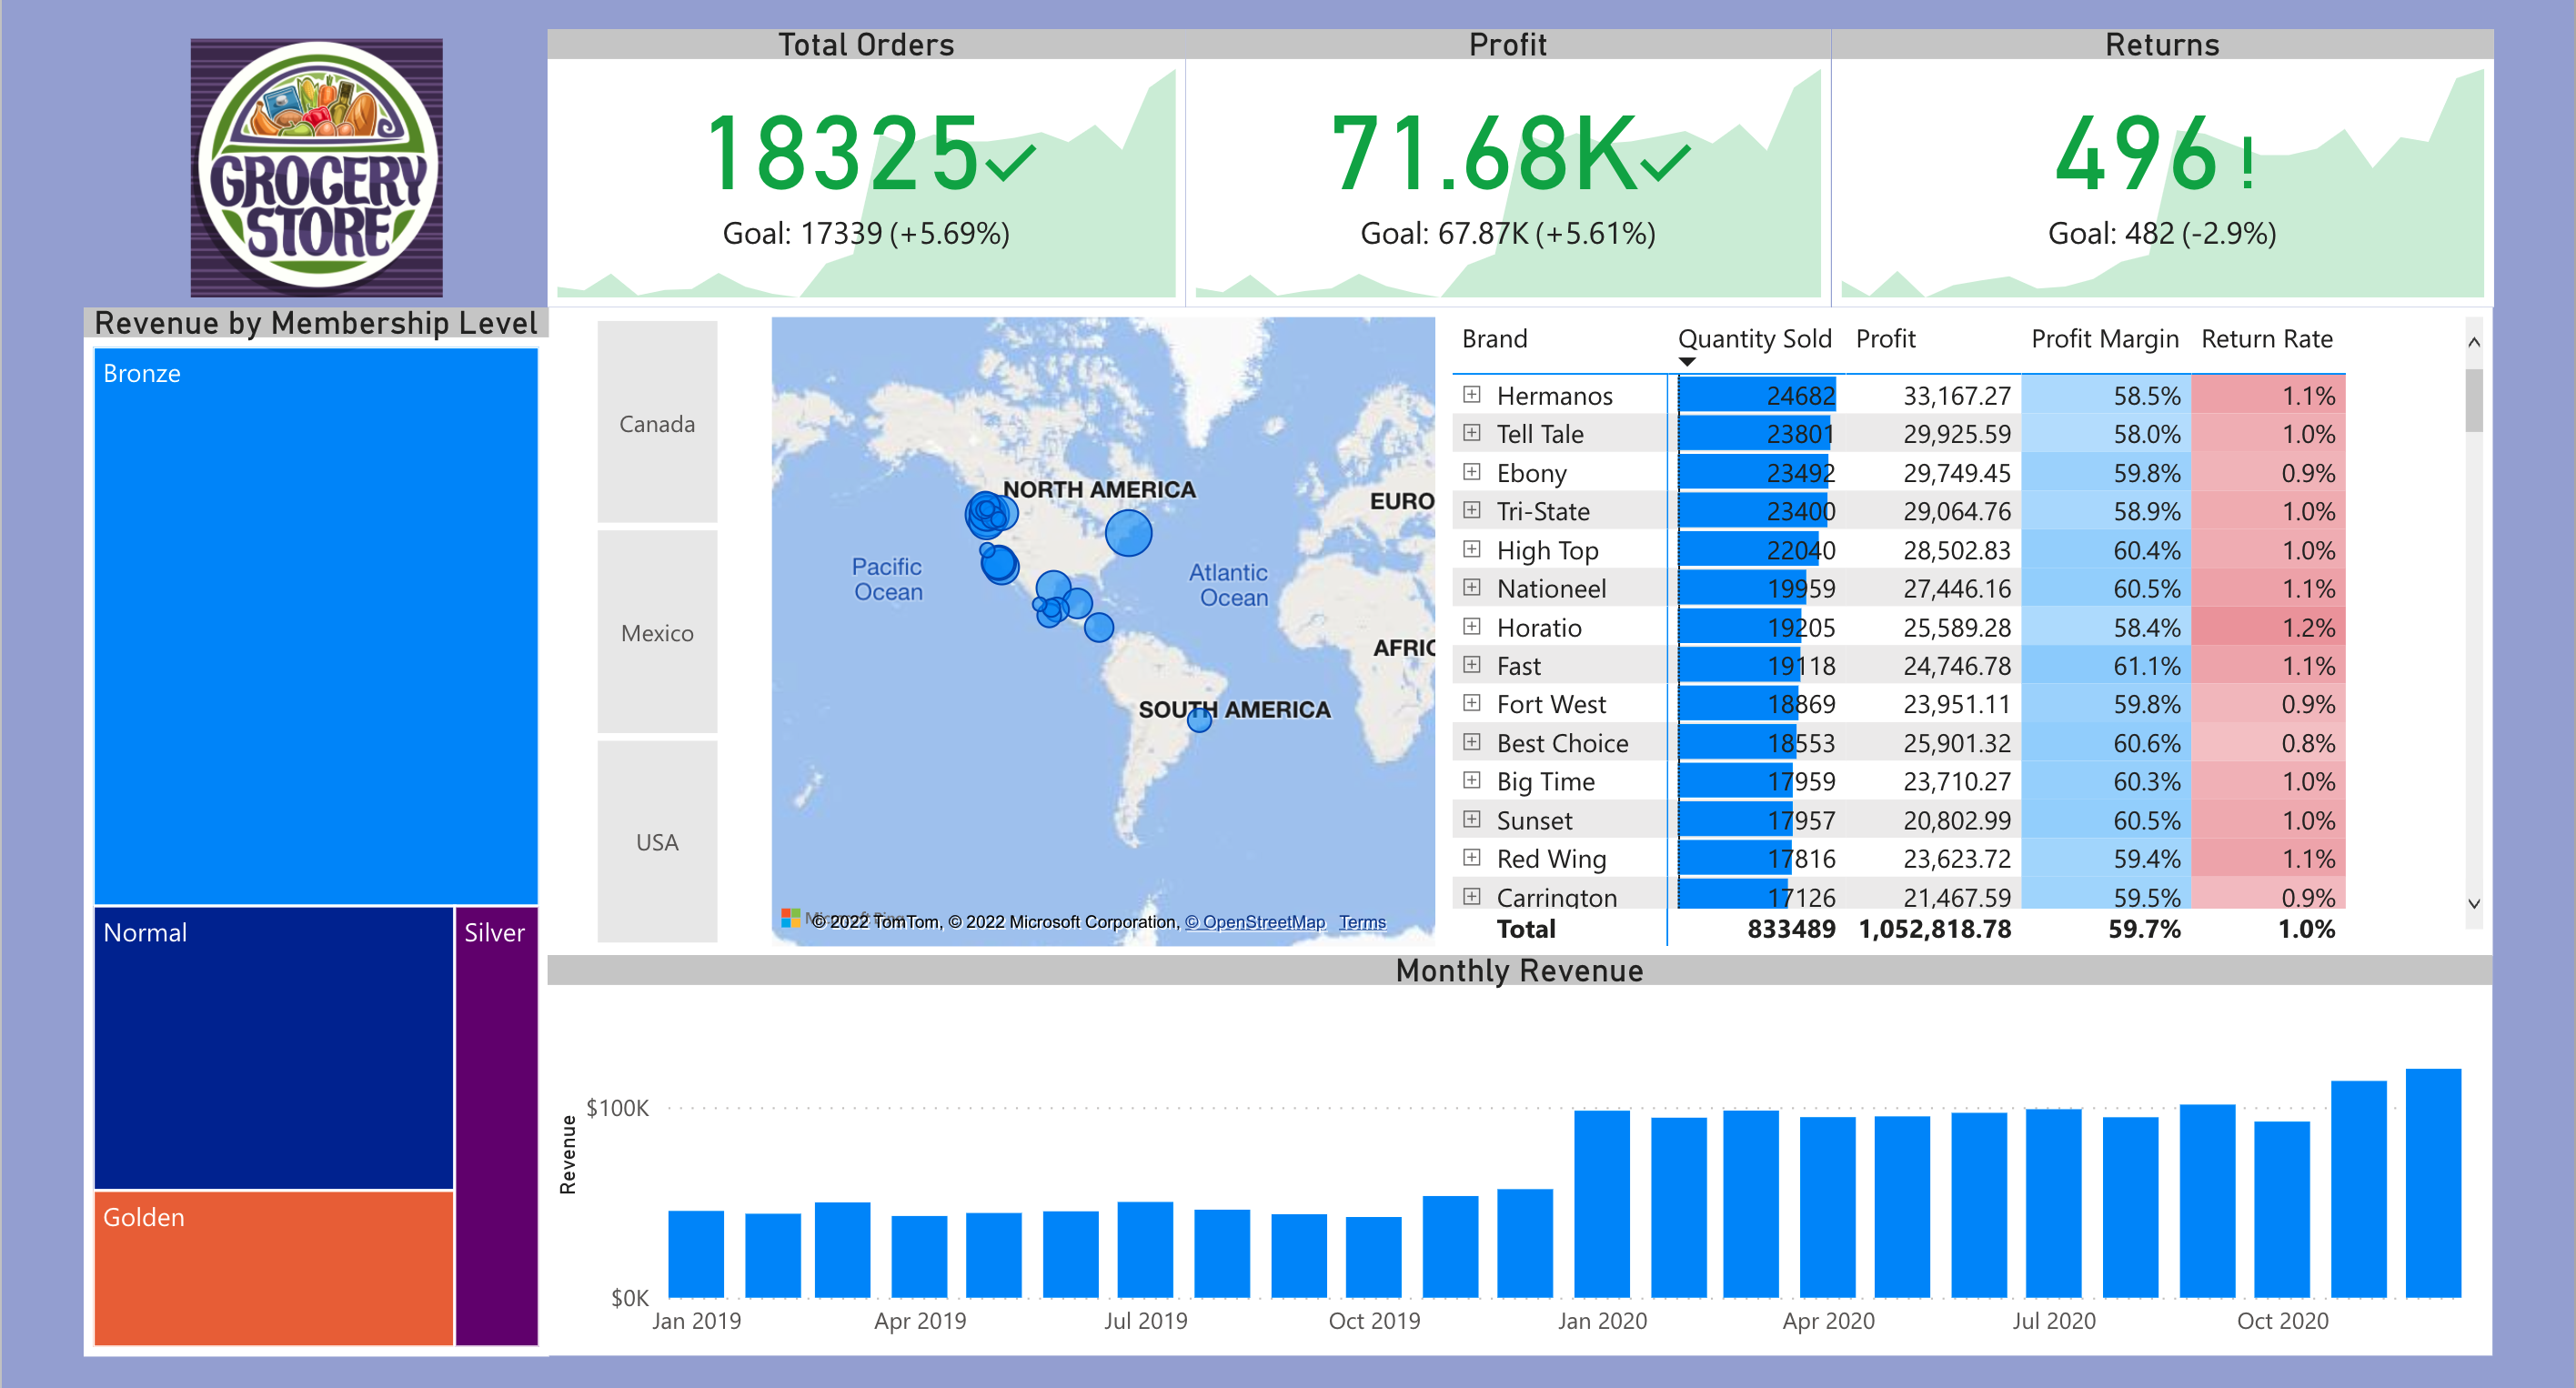 GROCERY
STORE
Total Orders
18325
Goal: 17339 (+5.69%)
Profit
71.68K
Goal: 67.87K (+5.61%)
Returns
496!
Goal: 482 (-2.9%)
Revenue by Membership Level
Bronze
Normal
Silver
Golden
Canada
Mexico
USA
NORTH AMERICA
EURO
Pacific
Ocean
Atlantic
Ocean
AFRIC
SOUTH AMERICA
© 2022 TomTom, © 2022 Microsoft Corporation, © OpenStreetMap Terms
Brand Quantity Sold Profit Profit Margin Return Rate
Hermanos 24682 33,167.27 58.5% 1.1%
Tell Tale 23801 29,925.59 58.0% 1.0%
Ebony 23492 29,749.45 59.8% 0.9%
Tri-State 23400 29,064.76 58.9% 1.0%
High Top 22040 28,502.83 60.4% 1.0%
Nationeel 19959 27,446.16 60.5% 1.1%
Horatio 19205 25,589.28 58.4% 1.2%
Fast 19118 24,746.78 61.1% 1.1%
Fort West 18869 23,951.11 59.8% 0.9%
Best Choice 18553 25,901.32 60.6% 0.8%
Big Time 17959 23,710.27 60.3% 1.0%
Sunset 17957 20,802.99 60.5% 1.0%
Red Wing 17816 23,623.72 59.4% 1.1%
Carrington 17126 21,467.59 59.5% 0.9%
Total 833489 1,052,818.78 59.7% 1.0%
Monthly Revenue
Revenue
$100K
$0K
Jan 2019 Apr 2019 Jul 2019 Oct 2019 Jan 2020 Apr 2020 Jul 2020 Oct 2020